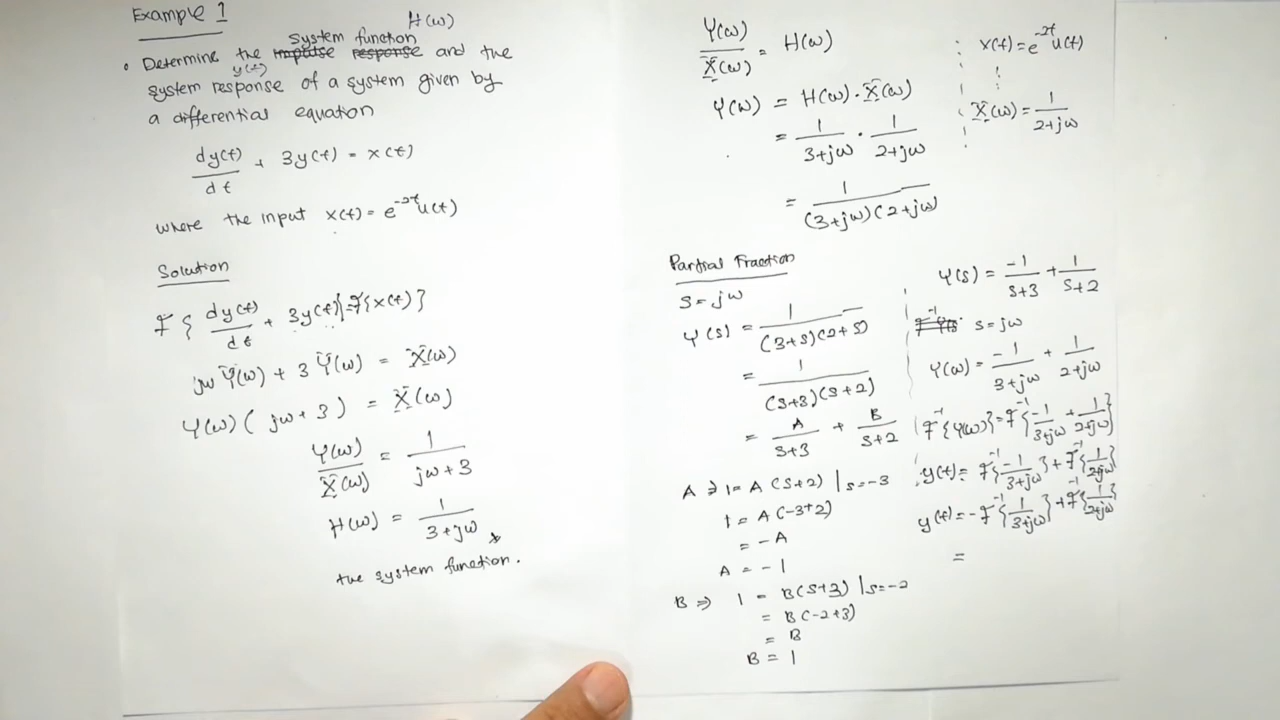 Example 1
H(ω)
system function
• Determine the impulse response and the
y(t)
system response of a system given by
a differential equation
dy(t)/dt + 3y(t) = x(t)
where the input x(t) = e^-2t u(t)
Solution
F{ dy(t)/dt + 3y(t)} = F{x(t)}
jω Y(ω) + 3 Y(ω) = X(ω)
Y(ω) ( jω + 3 ) = X(ω)
Y(ω)/X(ω) = 1/(jω + 3)
H(ω) = 1/(3 + jω)
the system function.
Y(ω)/X(ω) = H(ω)
Y(ω) = H(ω) · X(ω)
= 1/(3+jω) · 1/(2+jω)
= 1/((3+jω)(2+jω))
x(t) = e^-2t u(t)
X(ω) = 1/(2+jω)
Partial Fraction
S = jω
Y(s) = 1/((3+s)(2+s))
= 1/((s+3)(s+2))
= A/(s+3) + B/(s+2)
A ⇒ 1 = A(s+2) | s=-3
1 = A(-3+2)
= -A
A = -1
B ⇒ 1 = B(s+3) | s=-2
= B(-2+3)
= B
B = 1
Y(s) = -1/(s+3) + 1/(s+2)
s = jω
Y(ω) = -1/(3+jω) + 1/(2+jω)
F^-1{Y(ω)} = F^-1{-1/(3+jω) + 1/(2+jω)}
y(t) = F^-1{-1/(3+jω)} + F^-1{1/(2+jω)}
y(t) = -F^-1{1/(3+jω)} + F^-1{1/(2+jω)}
=